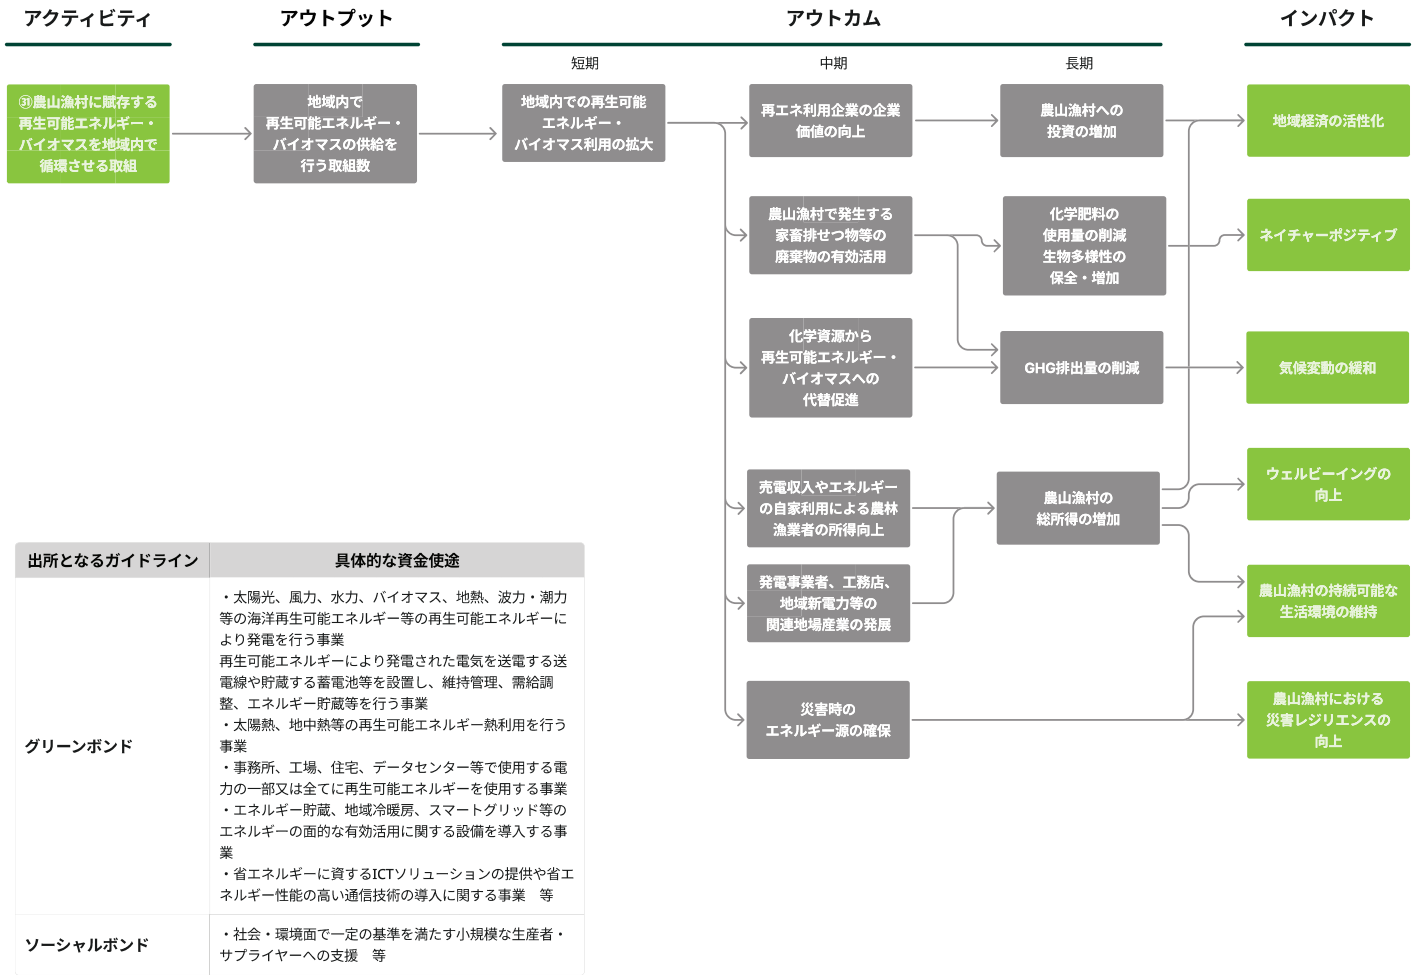 アクティビティ
アウトプット
アウトカム
インパクト
短期
中期
長期
㉛農山漁村に賦存する
再生可能エネルギー・
バイオマスを地域内で
循環させる取組
地域内で
再生可能エネルギー・
バイオマスの供給を
行う取組数
地域内での再生可能
エネルギー・
バイオマス利用の拡大
再エネ利用企業の企業
価値の向上
農山漁村への
投資の増加
地域経済の活性化
農山漁村で発生する
家畜排せつ物等の
廃棄物の有効活用
化学肥料の
使用量の削減
生物多様性の
保全・増加
ネイチャーポジティブ
化学資源から
再生可能エネルギー・
バイオマスへの
代替促進
GHG排出量の削減
気候変動の緩和
売電収入やエネルギー
の自家利用による農林
漁業者の所得向上
農山漁村の
総所得の増加
ウェルビーイングの
向上
発電事業者、工務店、
地域新電力等の
関連地場産業の発展
農山漁村の持続可能な
生活環境の維持
災害時の
エネルギー源の確保
農山漁村における
災害レジリエンスの
向上
出所となるガイドライン
具体的な資金使途
グリーンボンド
・太陽光、風力、水力、バイオマス、地熱、波力・潮力
等の海洋再生可能エネルギー等の再生可能エネルギーに
より発電を行う事業
再生可能エネルギーにより発電された電気を送電する送
電線や貯蔵する蓄電池等を設置し、維持管理、需給調
整、エネルギー貯蔵等を行う事業
・太陽熱、地中熱等の再生可能エネルギー熱利用を行う
事業
・事務所、工場、住宅、データセンター等で使用する電
力の一部又は全てに再生可能エネルギーを使用する事業
・エネルギー貯蔵、地域冷暖房、スマートグリッド等の
エネルギーの面的な有効活用に関する設備を導入する事
業
・省エネルギーに資するICTソリューションの提供や省エ
ネルギー性能の高い通信技術の導入に関する事業　等
ソーシャルボンド
・社会・環境面で一定の基準を満たす小規模な生産者・
サプライヤーへの支援　等